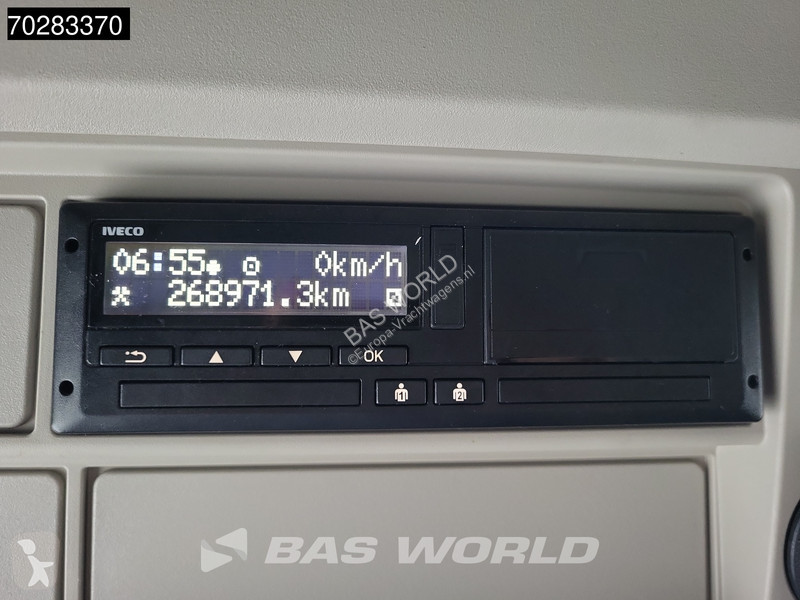 70283370
IVECO
06:55 0km/h
268971.3km
OK
1 2
BAS WORLD
©Europa-Vrachtwagens.nl
BAS WORLD